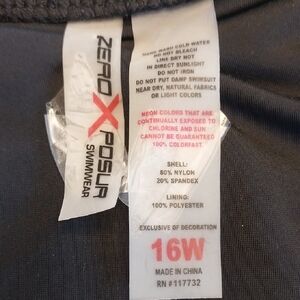 ZEROXPOSUR
SWIMWEAR
HAND WASH COLD WATER
DO NOT BLEACH
LINE DRY NOT
IN DIRECT SUNLIGHT
DO NOT IRON
DO NOT PUT DAMP SWIMSUIT
NEAR DRY, NATURAL FABRICS
OR LIGHT COLORS
NEON COLORS THAT ARE
CONTINUALLY EXPOSED TO
CHLORINE AND SUN
CANNOT BE GUARANTEED
100% COLORFAST.
SHELL:
80% NYLON
20% SPANDEX
LINING:
100% POLYESTER
EXCLUSIVE OF DECORATION
16W
MADE IN CHINA
RN #117732